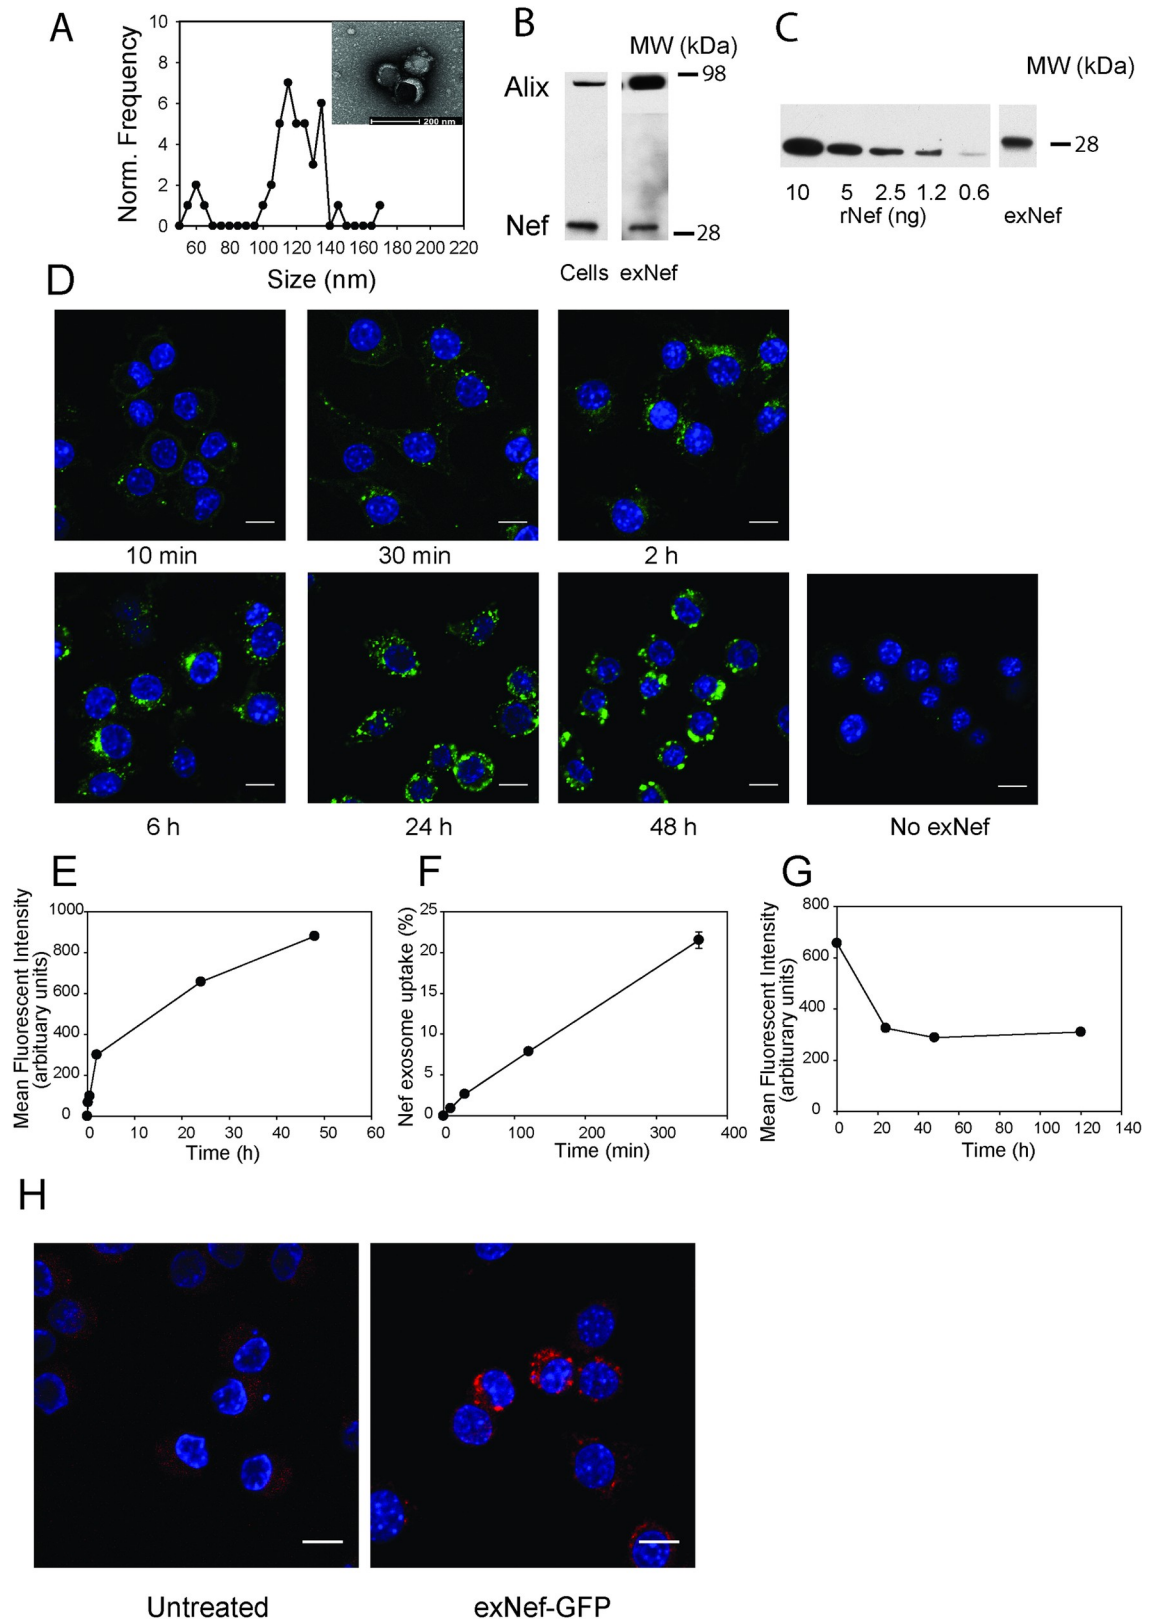 A
Norm. Frequency
10
8
6
4
2
0
200 nm
60 80 100 120 140 160 180 200 220
Size (nm)
B
MW (kDa)
Alix
98
Nef
28
Cells exNef
C
MW (kDa)
28
10 5 2.5 1.2 0.6
rNef (ng)
exNef
D
10 min
30 min
2 h
6 h
24 h
48 h
No exNef
E
Mean Fluorescent Intensity
(arbituary units)
1000
800
600
400
200
0
0 10 20 30 40 50 60
Time (h)
F
Nef exosome uptake (%)
25
20
15
10
5
0
0 100 200 300 400
Time (min)
G
Mean Fluorescent Intensity
(arbiturary units)
800
600
400
200
0
0 20 40 60 80 100 120 140
Time (h)
H
Untreated
exNef-GFP